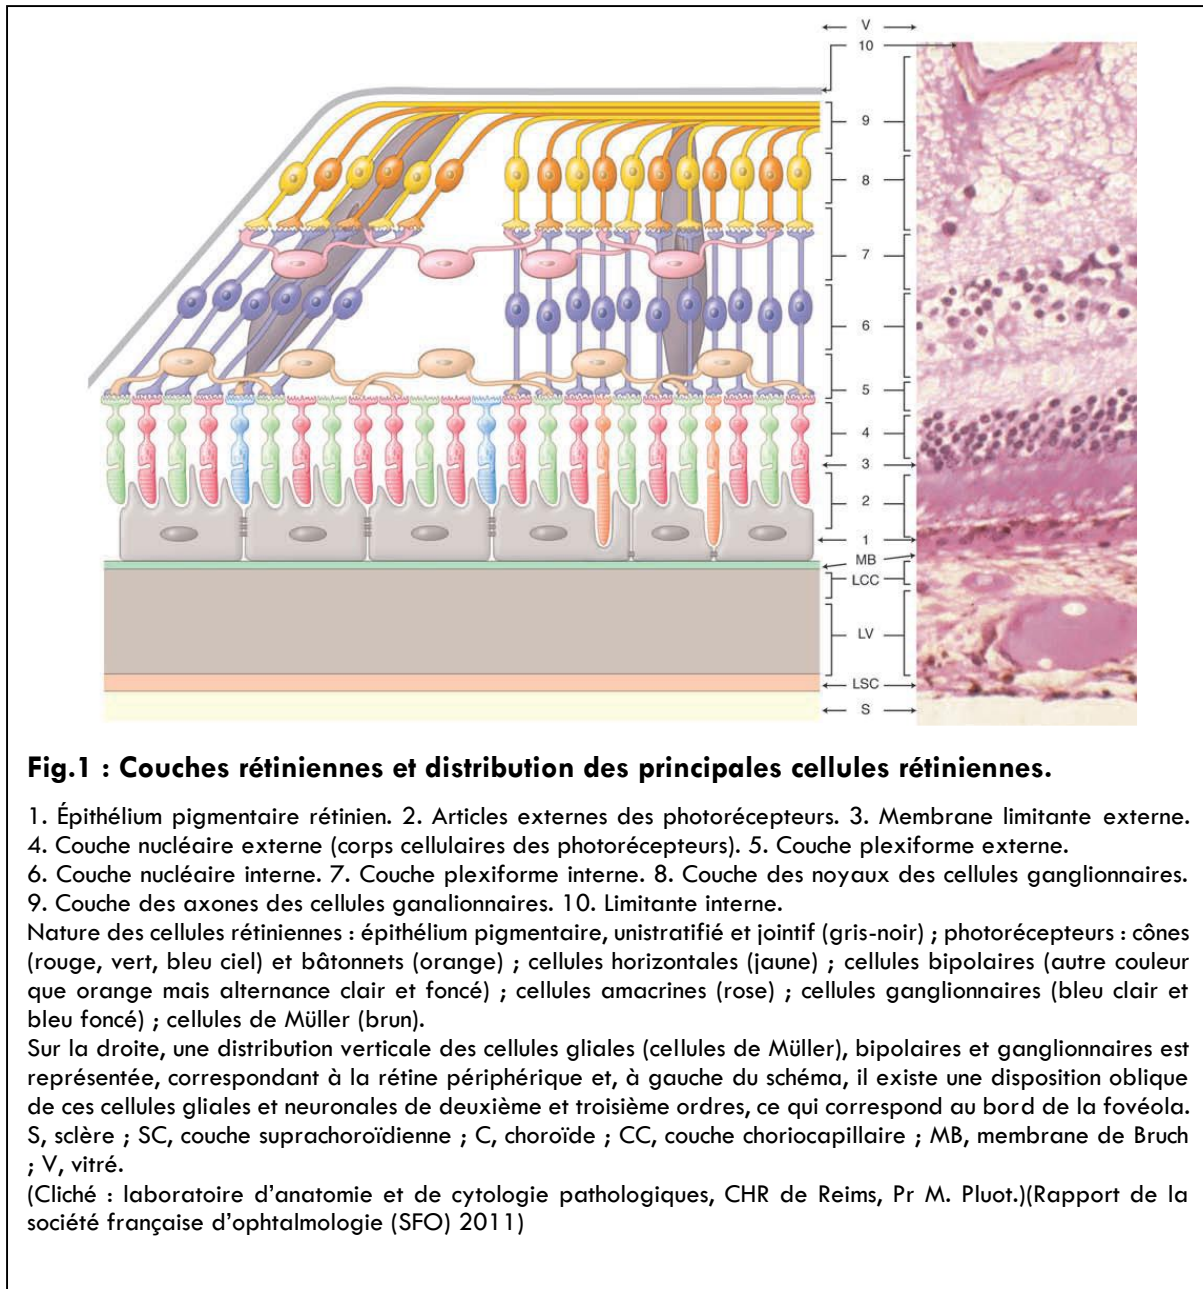 V
10
9
8
7
6
5
4
3
2
1
MB
LCC
LV
LSC
S
Fig.1 : Couches rétiniennes et distribution des principales cellules rétiniennes.
1. Épithélium pigmentaire rétinien. 2. Articles externes des photorécepteurs. 3. Membrane limitante externe.
4. Couche nucléaire externe (corps cellulaires des photorécepteurs). 5. Couche plexiforme externe.
6. Couche nucléaire interne. 7. Couche plexiforme interne. 8. Couche des noyaux des cellules ganglionnaires.
9. Couche des axones des cellules ganalionnaires. 10. Limitante interne.
Nature des cellules rétiniennes : épithélium pigmentaire, unistratifié et jointif (gris-noir) ; photorécepteurs : cônes
(rouge, vert, bleu ciel) et bâtonnets (orange) ; cellules horizontales (jaune) ; cellules bipolaires (autre couleur
que orange mais alternance clair et foncé) ; cellules amacrines (rose) ; cellules ganglionnaires (bleu clair et
bleu foncé) ; cellules de Müller (brun).
Sur la droite, une distribution verticale des cellules gliales (cellules de Müller), bipolaires et ganglionnaires est
représentée, correspondant à la rétine périphérique et, à gauche du schéma, il existe une disposition oblique
de ces cellules gliales et neuronales de deuxième et troisième ordres, ce qui correspond au bord de la fovéola.
S, sclère ; SC, couche suprachoroïdienne ; C, choroïde ; CC, couche choriocapillaire ; MB, membrane de Bruch
; V, vitré.
(Cliché : laboratoire d'anatomie et de cytologie pathologiques, CHR de Reims, Pr M. Pluot.)(Rapport de la
société française d'ophtalmologie (SFO) 2011)